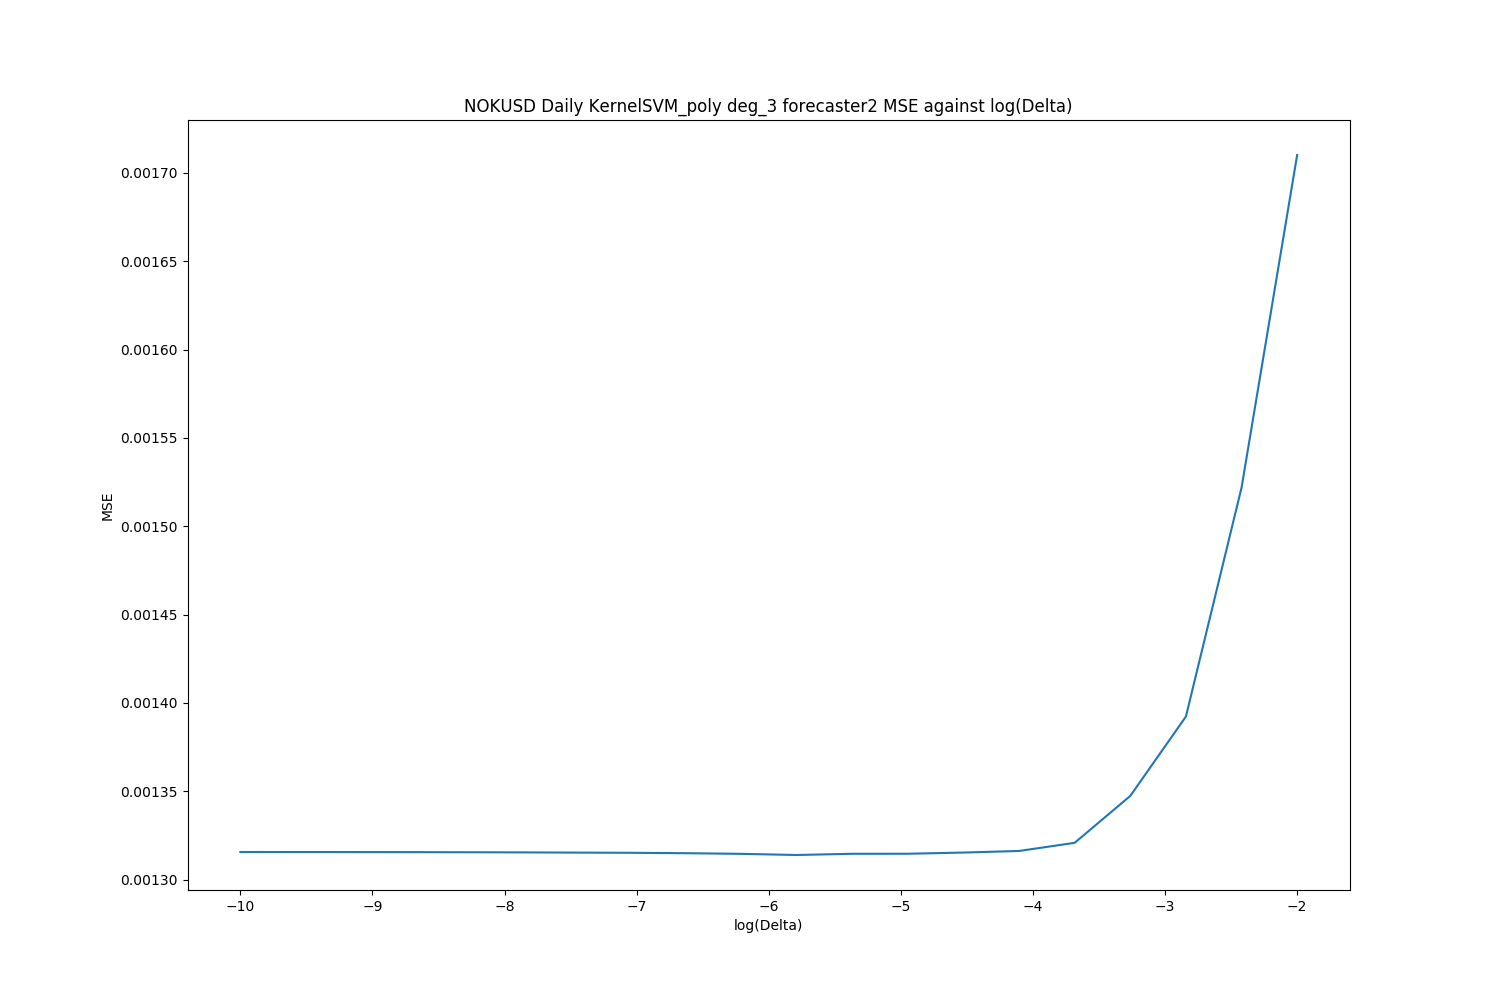 NOKUSD Daily KernelSVM_poly deg_3 forecaster2 MSE against log(Delta)
0.00170
0.00165
0.00160
0.00155
0.00150
0.00145
0.00140
0.00135
0.00130
MSE
−10 −9 −8 −7 −6 −5 −4 −3 −2
log(Delta)